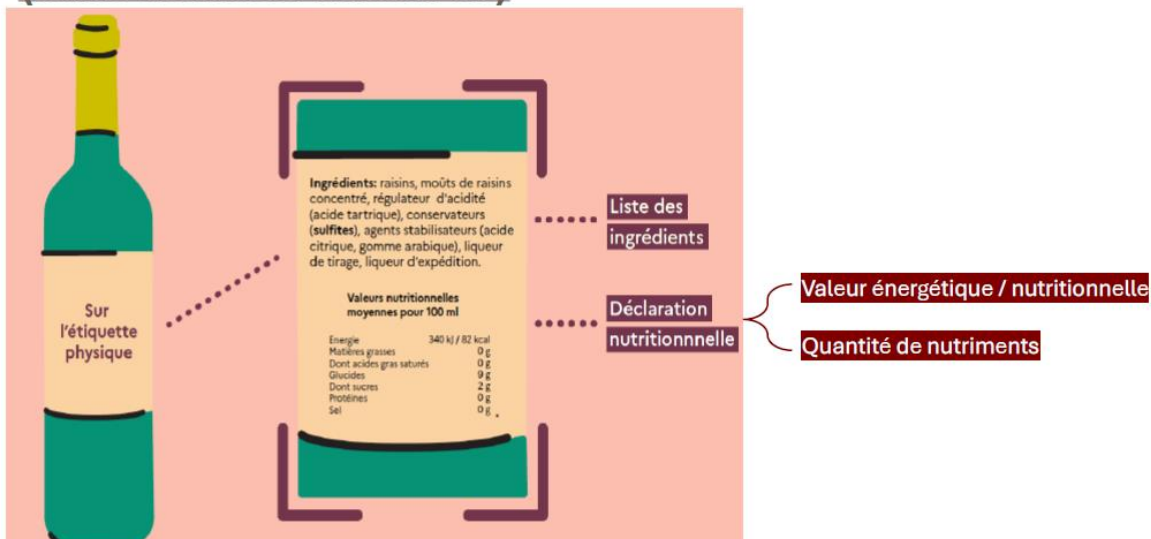 Sur
l'étiquette
physique
Ingrédients: raisins, moûts de raisins
concentré, régulateur d'acidité
(acide tartrique), conservateurs
(sulfites), agents stabilisateurs (acide
citrique, gomme arabique), liqueur
de tirage, liqueur d'expédition.
Valeurs nutritionnelles
moyennes pour 100 ml
Energie 340 kJ / 82 kcal
Matières grasses 0 g
Dont acides gras saturés 0 g
Glucides 9 g
Dont sucres 2 g
Protéines 0 g
Sel 0 g
Liste des
ingrédients
Déclaration
nutritionnnelle
Valeur énergétique / nutritionnelle
Quantité de nutriments